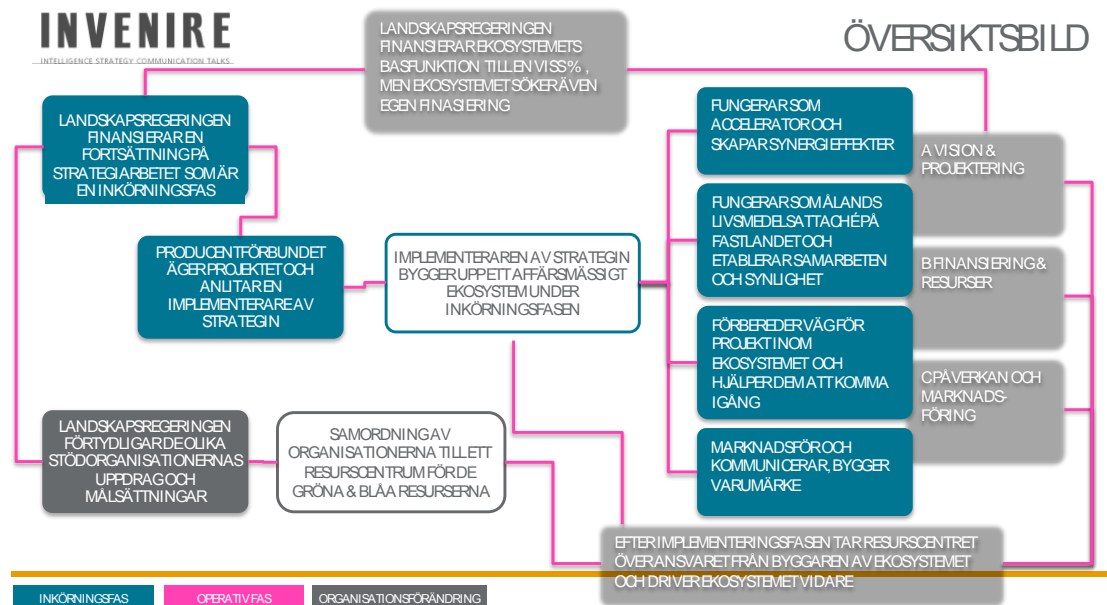 INVENIRE
INTELLIGENCE STRATEGY COMMUNICATION TALKS
ÖVERSIKTSBILD
LANDSKAPSREGERINGEN
FINANSIERAR EKOSYSTEMETS
BASFUNKTION TILL EN VISS %,
MEN EKOSYSTEMET SÖKER ÄVEN
EGEN FINASIERING
LANDSKAPSREGERINGEN
FINANSIERAR EN
FORTSÄTTNING PÅ
STRATEGIARBETET SOM ÄR
EN INKÖRNINGSFAS
PRODUCENTFÖRBUNDET
ÄGER PROJEKTET OCH
ANLITAR EN
IMPLEMENTERARE AV
STRATEGIN
IMPLEMENTERAREN AV STRATEGIN
BYGGER UPP ETT AFFÄRSMÄSSIGT
EKOSYSTEM UNDER
INKÖRNINGSFASEN
FUNGERAR SOM
ACCELERATOR OCH
SKAPAR SYNERGIEFFEKTER
FUNGERAR SOM ÅLANDS
LIVSMEDELSATTACHÉ PÅ
FASTLANDET OCH
ETABLERAR SAMARBETEN
OCH SYNLIGHET
FÖRBEREDER VÄG FÖR
PROJEKT INOM
EKOSYSTEMET OCH
HJÄLPER DEM ATT KOMMA
IGÅNG
MARKNADSFÖR OCH
KOMMUNICERAR, BYGGER
VARUMÄRKE
A VISION &
PROJEKTERING
B FINANSIERING &
RESURSER
C PÅVERKAN OCH
MARKNADS-
FÖRING
LANDSKAPSREGERINGEN
FÖRTYDLIGAR DE OLIKA
STÖDORGANISATIONERNAS
UPPDRAG OCH
MÅLSÄTTNINGAR
SAMORDNING AV
ORGANISATIONERNA TILL ETT
RESURSCENTRUM FÖR DE
GRÖNA & BLÅA RESURSERNA
EFTER IMPLEMENTERINGSFASEN TAR RESURSCENTRET
ÖVER ANSVARET FRÅN BYGGAREN AV EKOSYSTEMET
OCH DRIVER EKOSYSTEMET VIDARE
INKÖRNINGSFAS
OPERATIV FAS
ORGANISATIONSFÖRÄNDRING